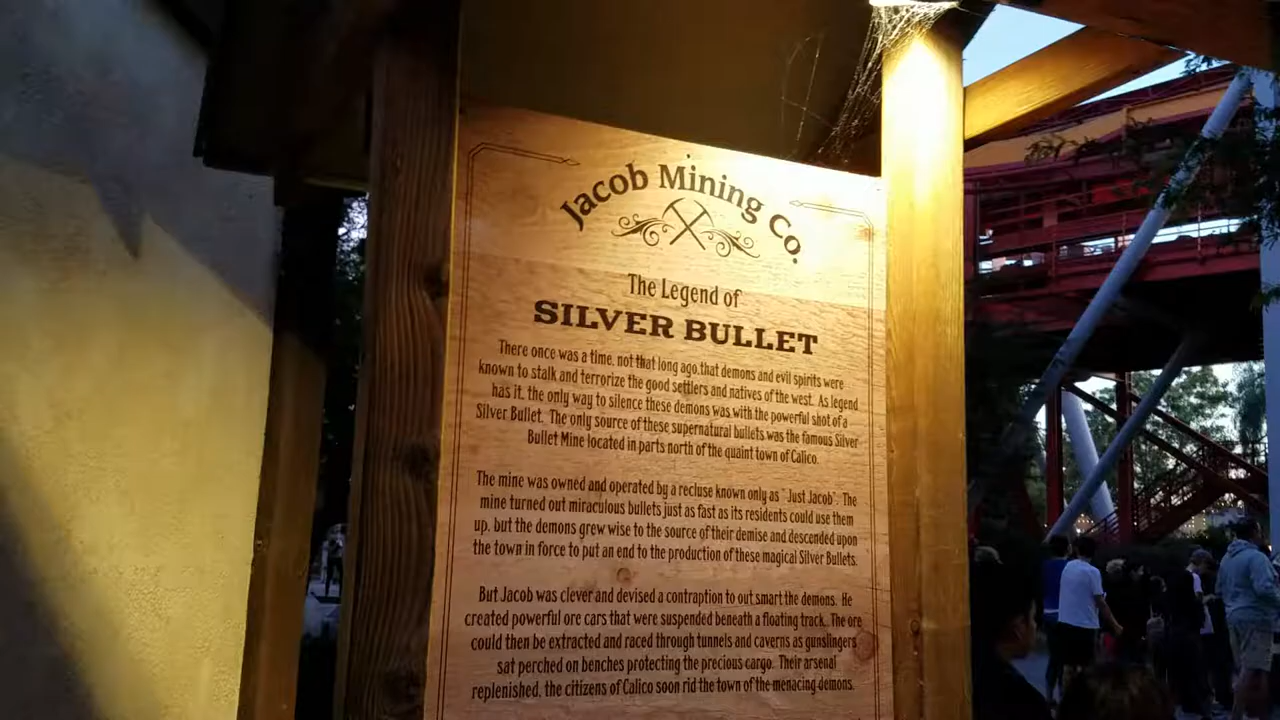 Jacob Mining Co.
The Legend of
SILVER BULLET
There once was a time, not that long ago,that demons and evil spirits were
known to stalk and terrorize the good settlers and natives of the west. As legend
has it, the only way to silence these demons was with the powerful shot of a
Silver Bullet. The only source of these supernatural bullets was the famous Silver
Bullet Mine located in parts north of the quaint town of Calico.
The mine was owned and operated by a recluse known only as "Just Jacob". The
mine turned out miraculous bullets just as fast as its residents could use them
up, but the demons grew wise to the source of their demise and descended upon
the town in force to put an end to the production of these magical Silver Bullets.
But Jacob was clever and devised a contraption to out smart the demons. He
created powerful ore cars that were suspended beneath a floating track. The ore
could then be extracted and raced through tunnels and caverns as gunslingers
sat perched on benches protecting the precious cargo. Their arsenal
replenished, the citizens of Calico soon rid the town of the menacing demons.